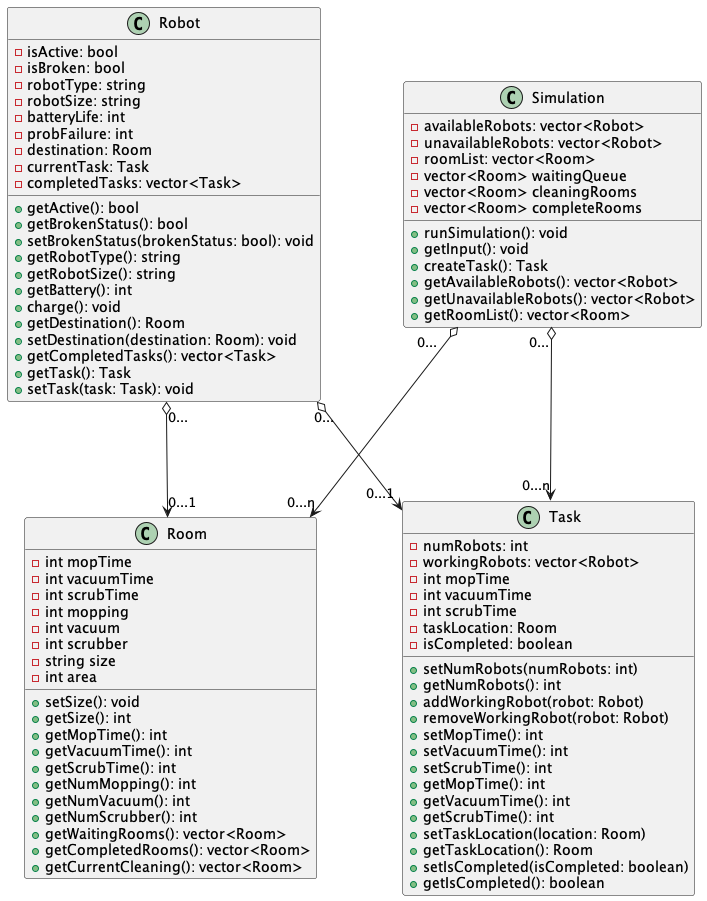 C Robot
isActive: bool
isBroken: bool
robotType: string
robotSize: string
batteryLife: int
probFailure: int
destination: Room
currentTask: Task
completedTasks: vector<Task>
getActive(): bool
getBrokenStatus(): bool
setBrokenStatus(brokenStatus: bool): void
getRobotType(): string
getRobotSize(): string
getBattery(): int
charge(): void
getDestination(): Room
setDestination(destination: Room): void
getCompletedTasks(): vector<Task>
getTask(): Task
setTask(task: Task): void
C Simulation
availableRobots: vector<Robot>
unavailableRobots: vector<Robot>
roomList: vector<Room>
vector<Room> waitingQueue
vector<Room> cleaningRooms
vector<Room> completeRooms
runSimulation(): void
getInput(): void
createTask(): Task
getAvailableRobots(): vector<Robot>
getUnavailableRobots(): vector<Robot>
getRoomList(): vector<Room>
0...
0...
0...
0...
0...1
0...n
0...1
0...n
C Room
int mopTime
int vacuumTime
int scrubTime
int mopping
int vacuum
int scrubber
string size
int area
setSize(): void
getSize(): int
getMopTime(): int
getVacuumTime(): int
getScrubTime(): int
getNumMopping(): int
getNumVacuum(): int
getNumScrubber(): int
getWaitingRooms(): vector<Room>
getCompletedRooms(): vector<Room>
getCurrentCleaning(): vector<Room>
C Task
numRobots: int
workingRobots: vector<Robot>
int mopTime
int vacuumTime
int scrubTime
taskLocation: Room
isCompleted: boolean
setNumRobots(numRobots: int)
getNumRobots(): int
addWorkingRobot(robot: Robot)
removeWorkingRobot(robot: Robot)
setMopTime(): int
setVacuumTime(): int
setScrubTime(): int
getMopTime(): int
getVacuumTime(): int
getScrubTime(): int
setTaskLocation(location: Room)
getTaskLocation(): Room
setIsCompleted(isCompleted: boolean)
getIsCompleted(): boolean